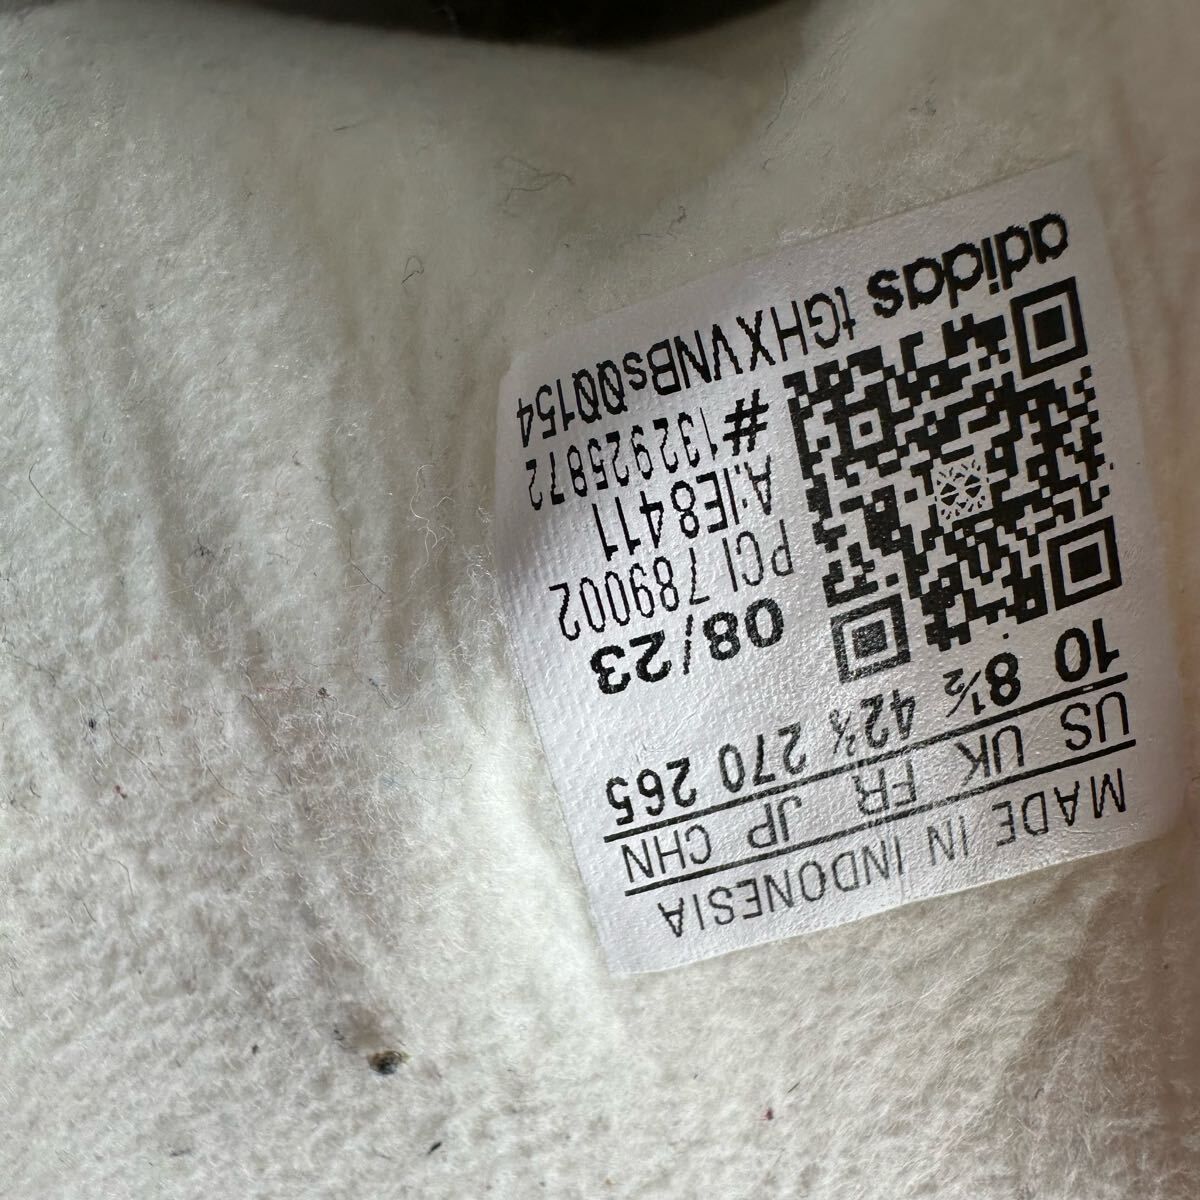 MADE IN INDONESIA
US UK FR JP CHN
10 8½ 42⅔ 270 265
08/23
PCI 789002
A:IE8411
#132925872
adidas tGHXVNBs00154